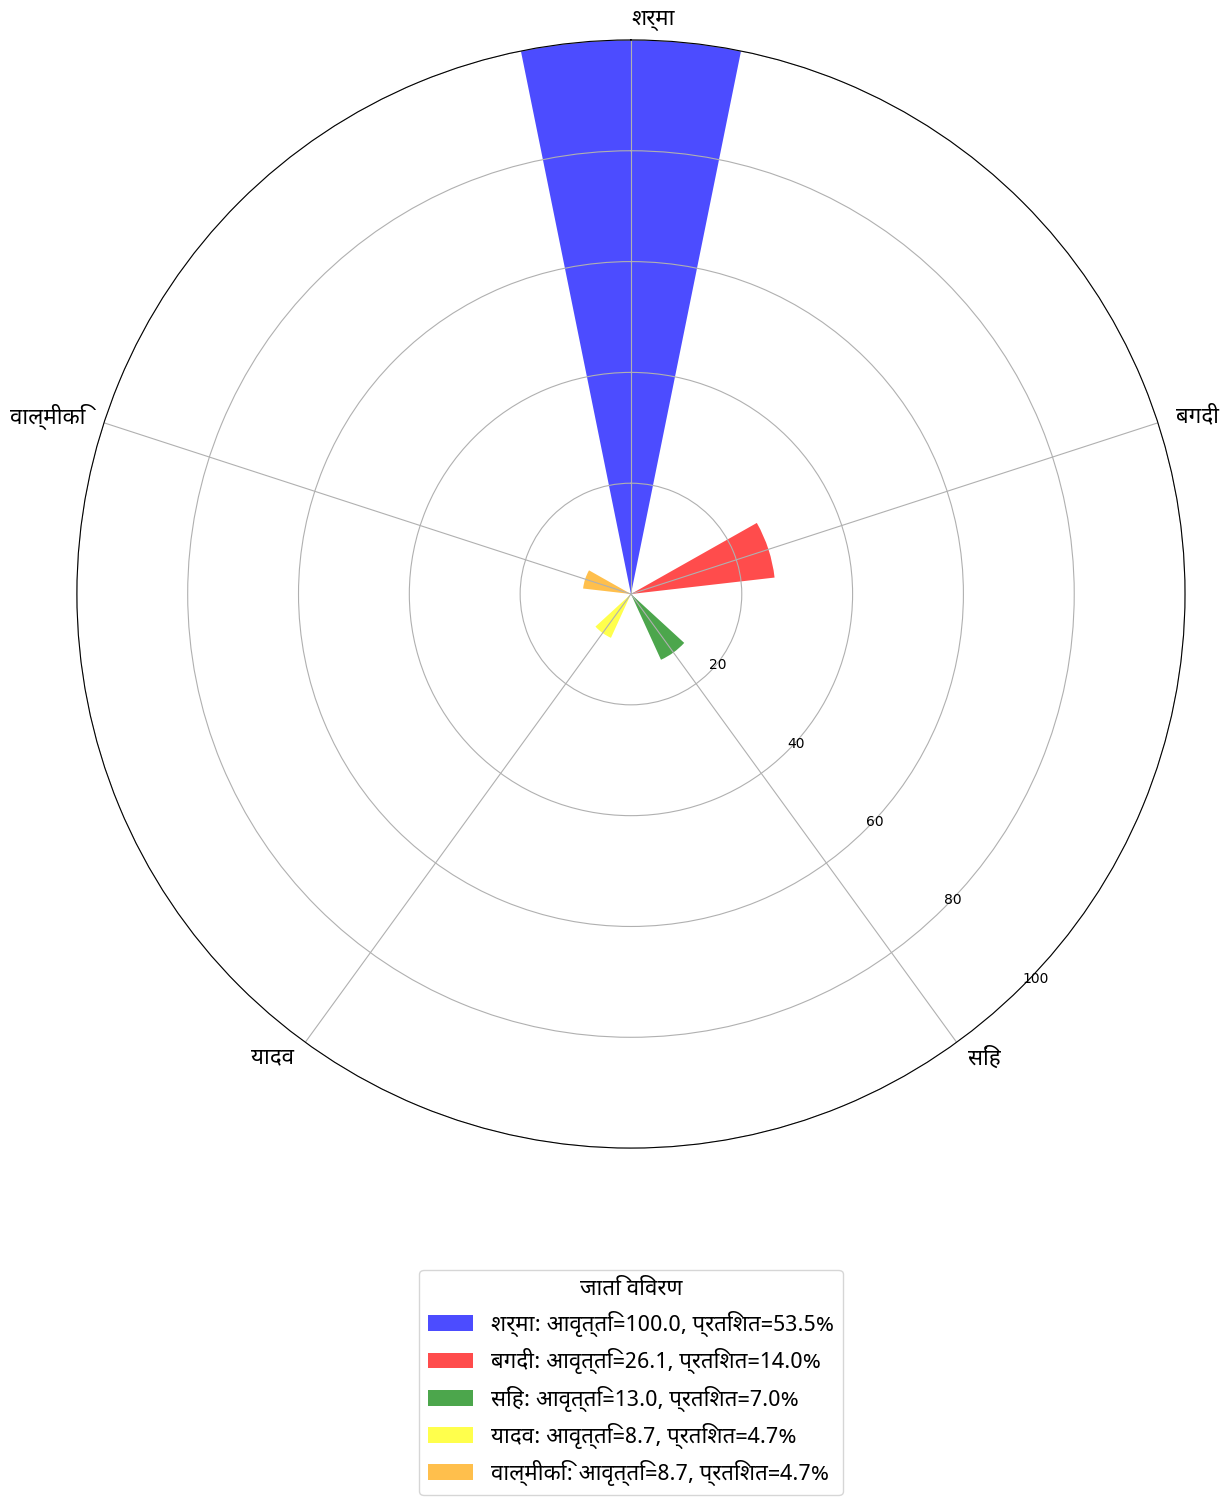 शर्मा
वाल्मीकि
बगदी
20
40
60
80
100
यादव
सिंह
जाति विवरण
शर्मा: आवृत्ति=100.0, प्रतिशत=53.5%
बगदी: आवृत्ति=26.1, प्रतिशत=14.0%
सिंह: आवृत्ति=13.0, प्रतिशत=7.0%
यादव: आवृत्ति=8.7, प्रतिशत=4.7%
वाल्मीकि: आवृत्ति=8.7, प्रतिशत=4.7%